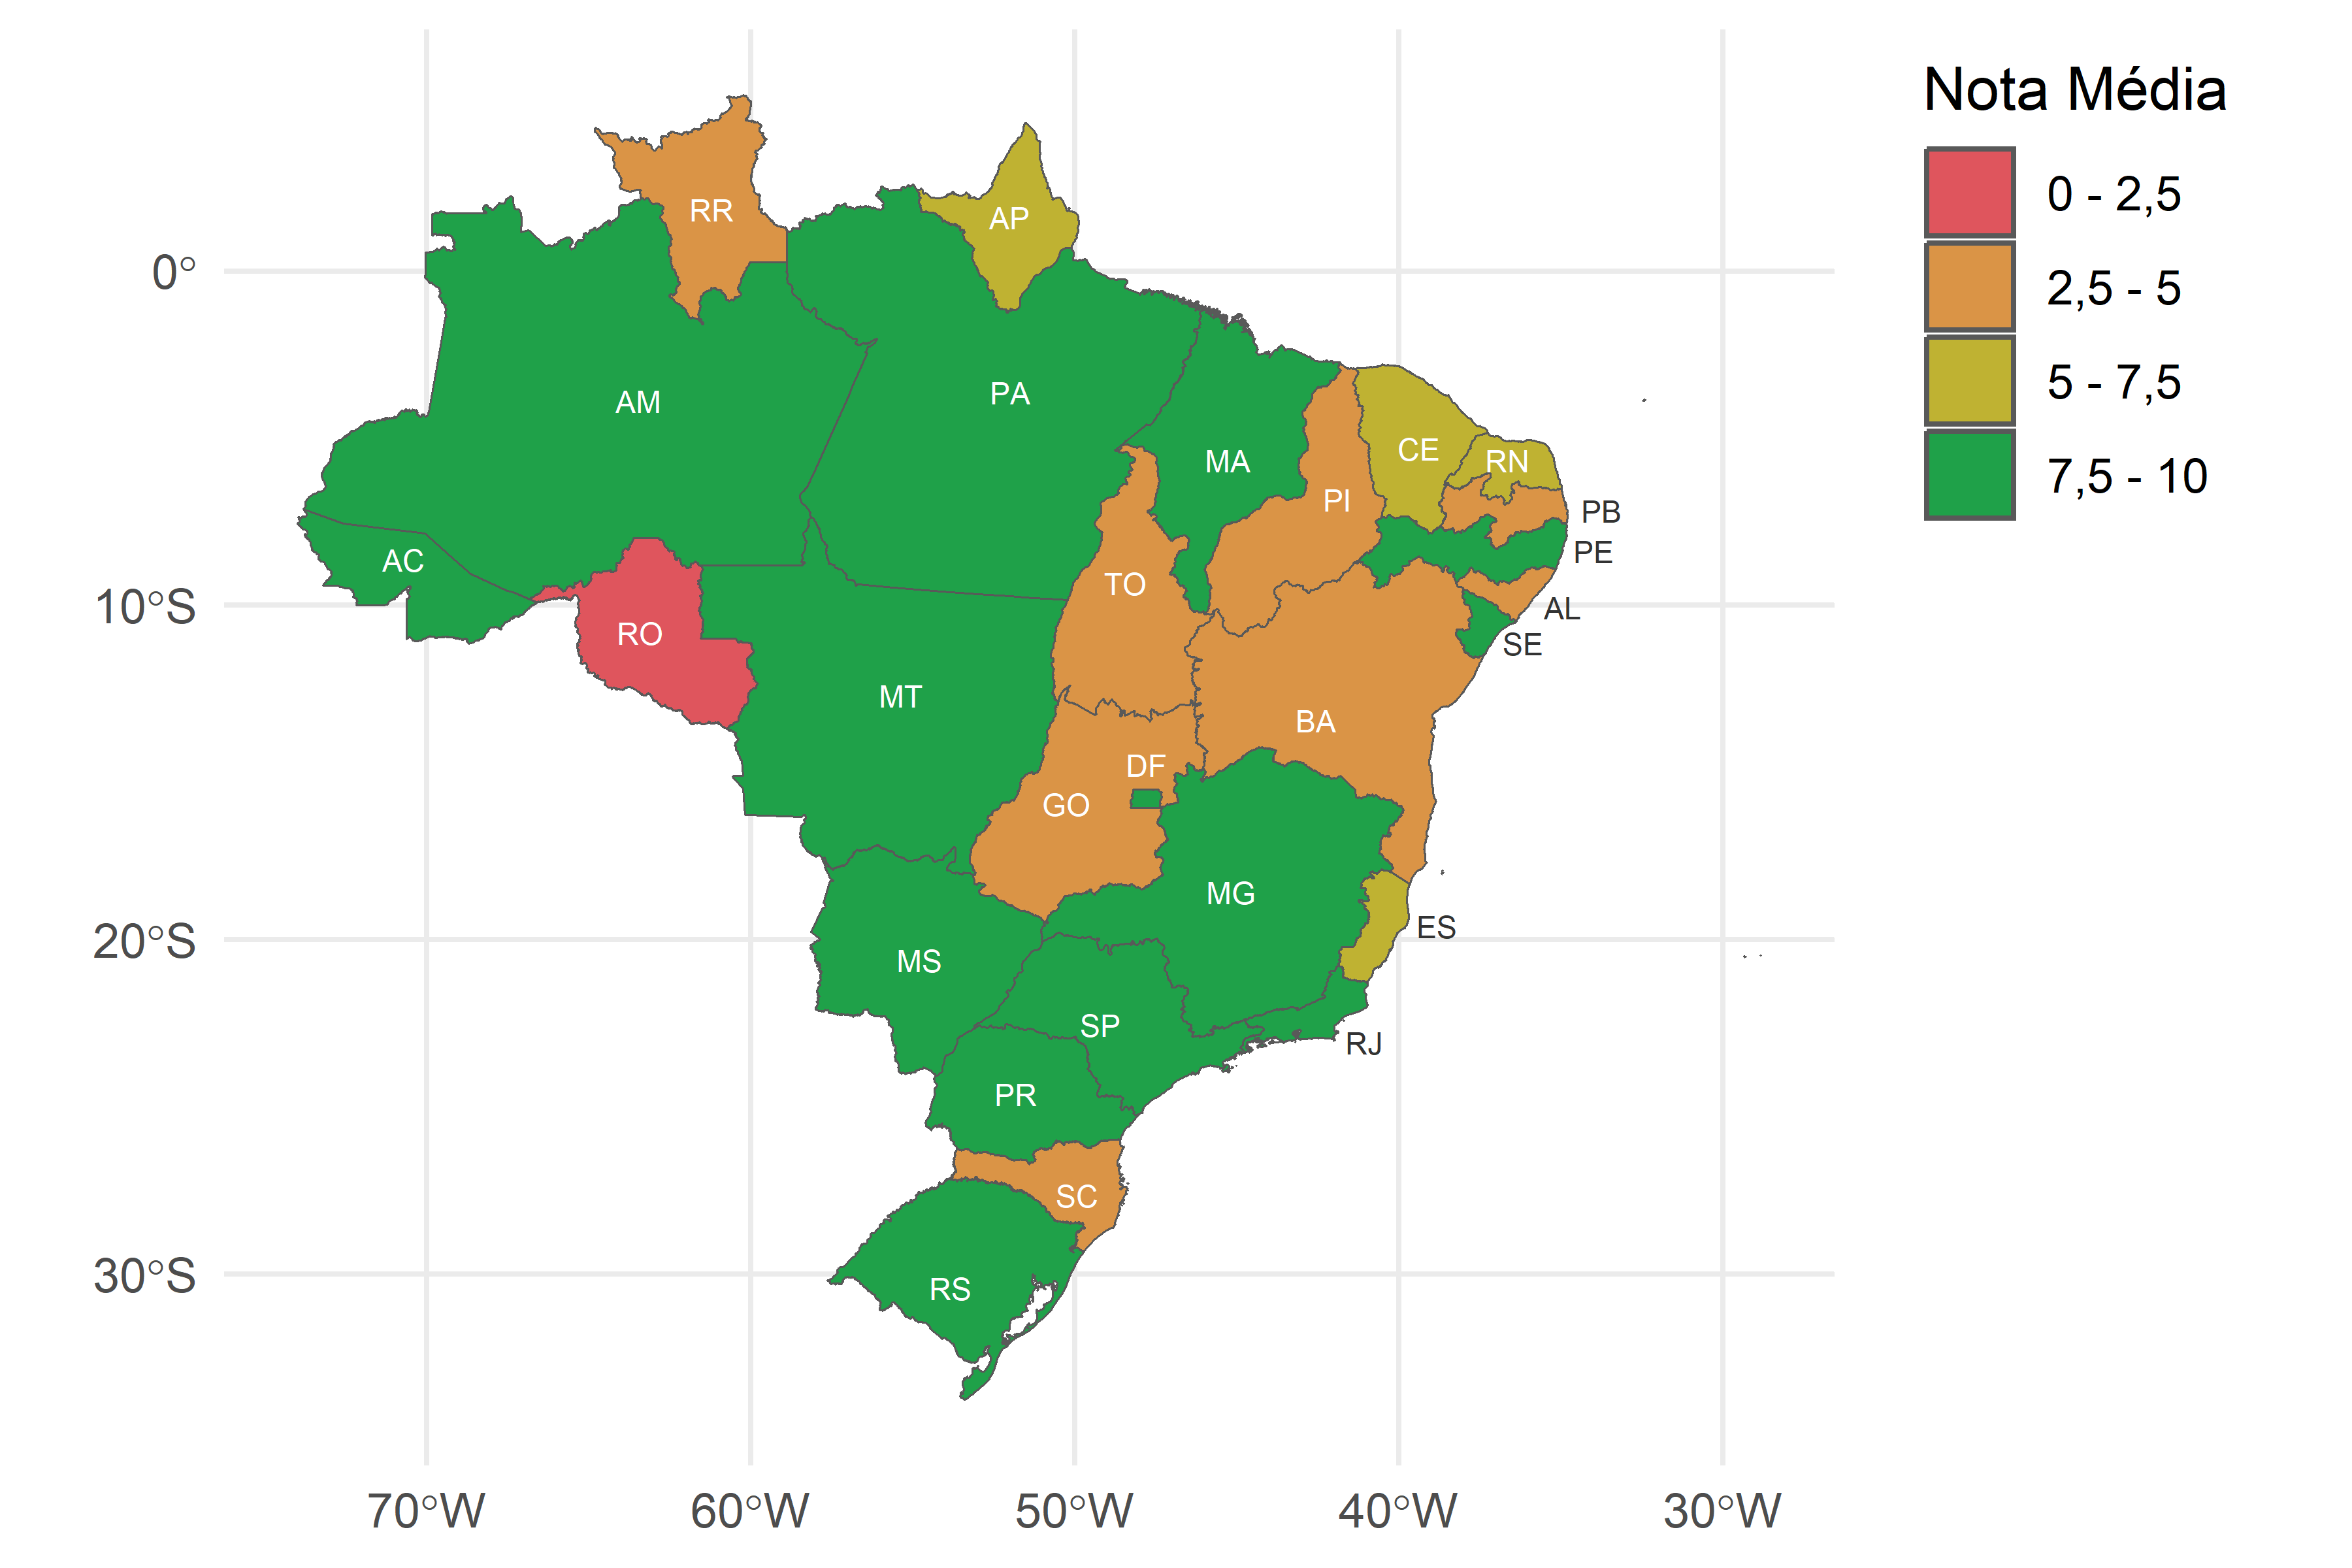 Nota Média
0 - 2,5
2,5 - 5
5 - 7,5
7,5 - 10
RR
AP
0°
AM
PA
CE
MA
RN
PI
PB
PE
AC
TO
10°S
AL
RO
SE
MT
BA
DF
GO
MG
ES
20°S
MS
SP
RJ
PR
SC
30°S
RS
70°W
60°W
50°W
40°W
30°W